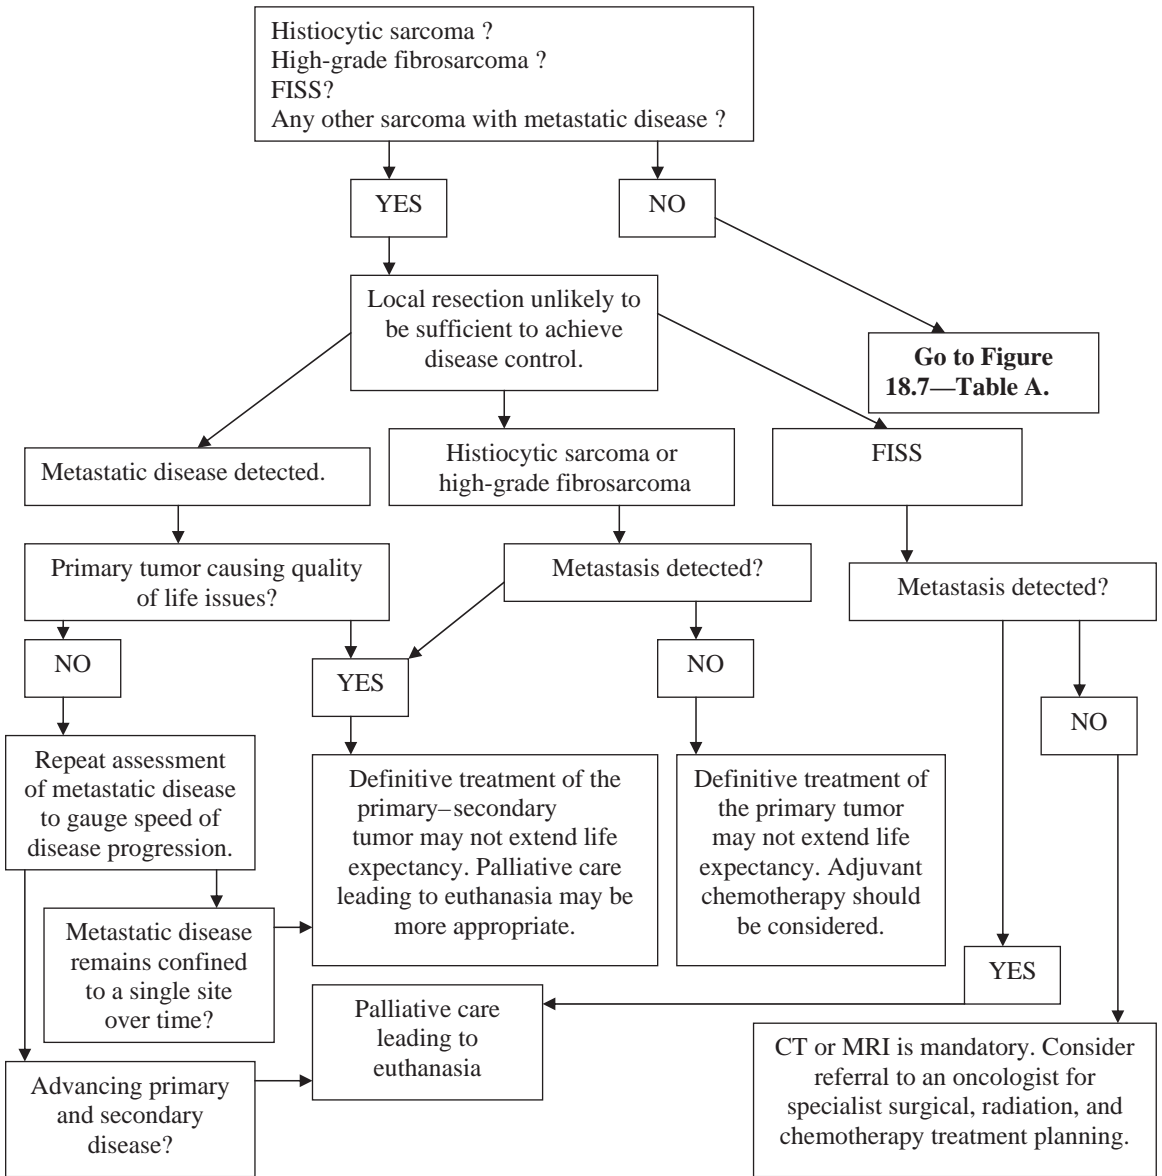 Histiocytic sarcoma ?
High-grade fibrosarcoma ?
FISS?
Any other sarcoma with metastatic disease ?
YES
NO
Local resection unlikely to
be sufficient to achieve
disease control.
Go to Figure
18.7—Table A.
Metastatic disease detected.
Histiocytic sarcoma or
high-grade fibrosarcoma
FISS
Primary tumor causing quality
of life issues?
Metastasis detected?
Metastasis detected?
NO
YES
NO
NO
Repeat assessment
of metastatic disease
to gauge speed of
disease progression.
Definitive treatment of the
primary–secondary
tumor may not extend life
expectancy. Palliative care
leading to euthanasia may be
more appropriate.
Definitive treatment of
the primary tumor
may not extend life
expectancy. Adjuvant
chemotherapy should
be considered.
Metastatic disease
remains confined
to a single site
over time?
YES
Palliative care
leading to
euthanasia
CT or MRI is mandatory. Consider
referral to an oncologist for
specialist surgical, radiation, and
chemotherapy treatment planning.
Advancing primary
and secondary
disease?